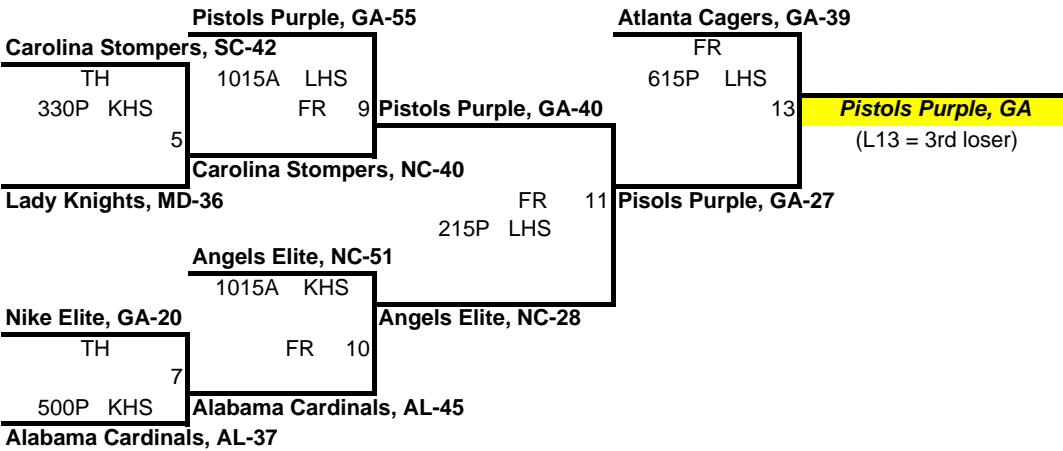 Pistols Purple, GA-55 Atlanta Cagers, GA-39
Carolina Stompers, SC-42 FR
TH 1015A LHS 615P LHS
330P KHS FR 9 Pistols Purple, GA-40 13 Pistols Purple, GA
5 (L13 = 3rd loser)
Carolina Stompers, NC-40
Lady Knights, MD-36 FR 11 Pisols Purple, GA-27
215P LHS
Angels Elite, NC-51
1015A KHS
Nike Elite, GA-20 Angels Elite, NC-28
TH FR 10
7
500P KHS Alabama Cardinals, AL-45
Alabama Cardinals, AL-37